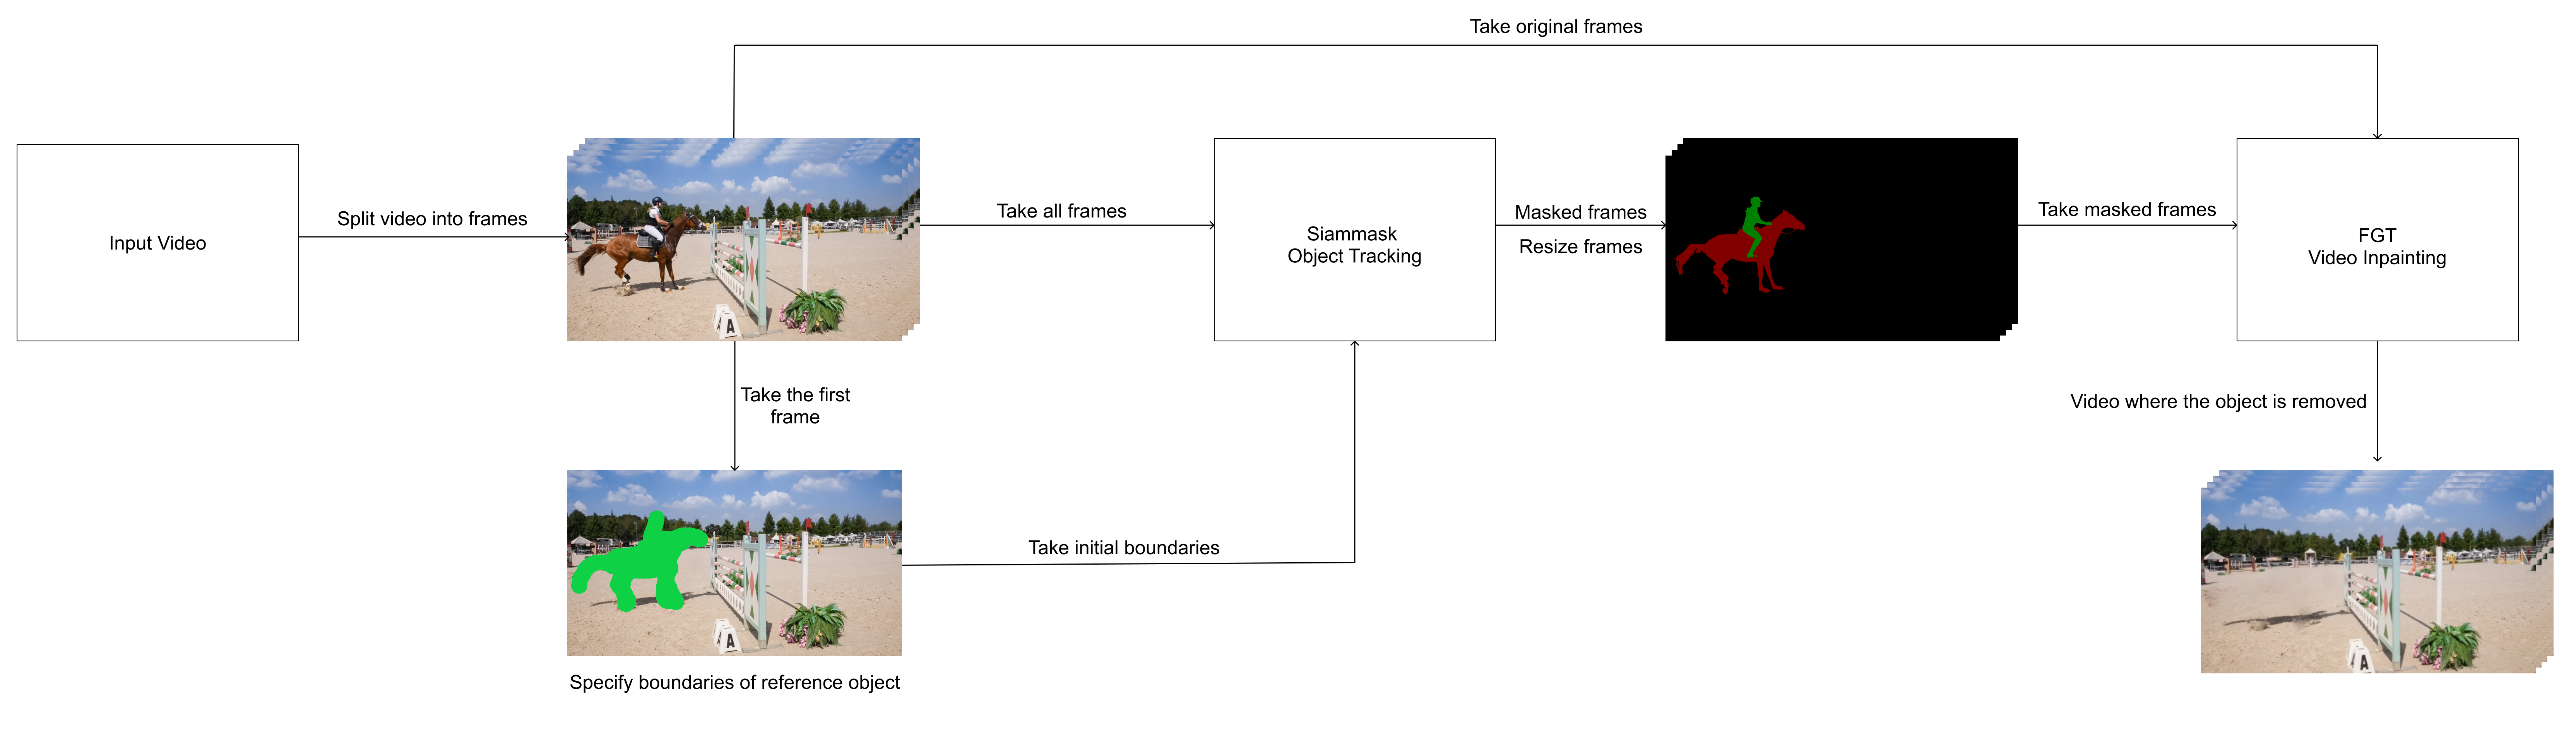 Take original frames
Input Video
Split video into frames
Take all frames
Siammask
Object Tracking
Masked frames
Resize frames
Take masked frames
FGT
Video Inpainting
A
Take the first
frame
Video where the object is removed
Take initial boundaries
A
Specify boundaries of reference object
A